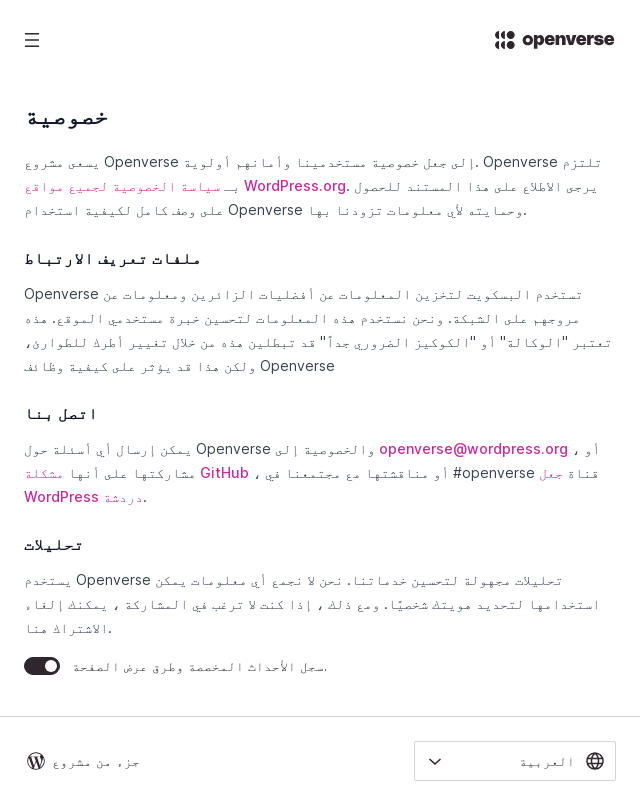 openverse
خصوصية
يسعى مشروع Openverse إلى جعل خصوصية مستخدمينا وأمانهم أولوية. Openverse تلتزم
بـ سياسة الخصوصية لجميع مواقع WordPress.org. يرجى الاطلاع على هذا المستند للحصول
على وصف كامل لكيفية استخدام Openverse وحمايته لأي معلومات تزودنا بها.
ملفات تعريف الارتباط
Openverse تستخدم البسكويت لتخزين المعلومات عن أفضليات الزائرين ومعلومات عن
مروجهم على الشبكة. ونحن نستخدم هذه المعلومات لتحسين خبرة مستخدمي الموقع. هذه
تعتبر "الوكالة" أو "الكوكيز الضروري جداً" قد تبطلين هذه من خلال تغيير أطرك للطوارئ،
ولكن هذا قد يؤثر على كيفية وظائف Openverse
اتصل بنا
يمكن إرسال أي أسئلة حول Openverse والخصوصية إلى openverse@wordpress.org ، أو
مشاركتها على أنها مشكلة GitHub ، أو مناقشتها مع مجتمعنا في #openverse قناة جعل
WordPress دردشة.
تحليلات
يستخدم Openverse تحليلات مجهولة لتحسين خدماتنا. نحن لا نجمع أي معلومات يمكن
استخدامها لتحديد هويتك شخصيًا. ومع ذلك ، إذا كنت لا ترغب في المشاركة ، يمكنك إلغاء
الاشتراك هنا.
سجل الأحداث المخصصة وطرق عرض الصفحة.
جزء من مشروع
العربية